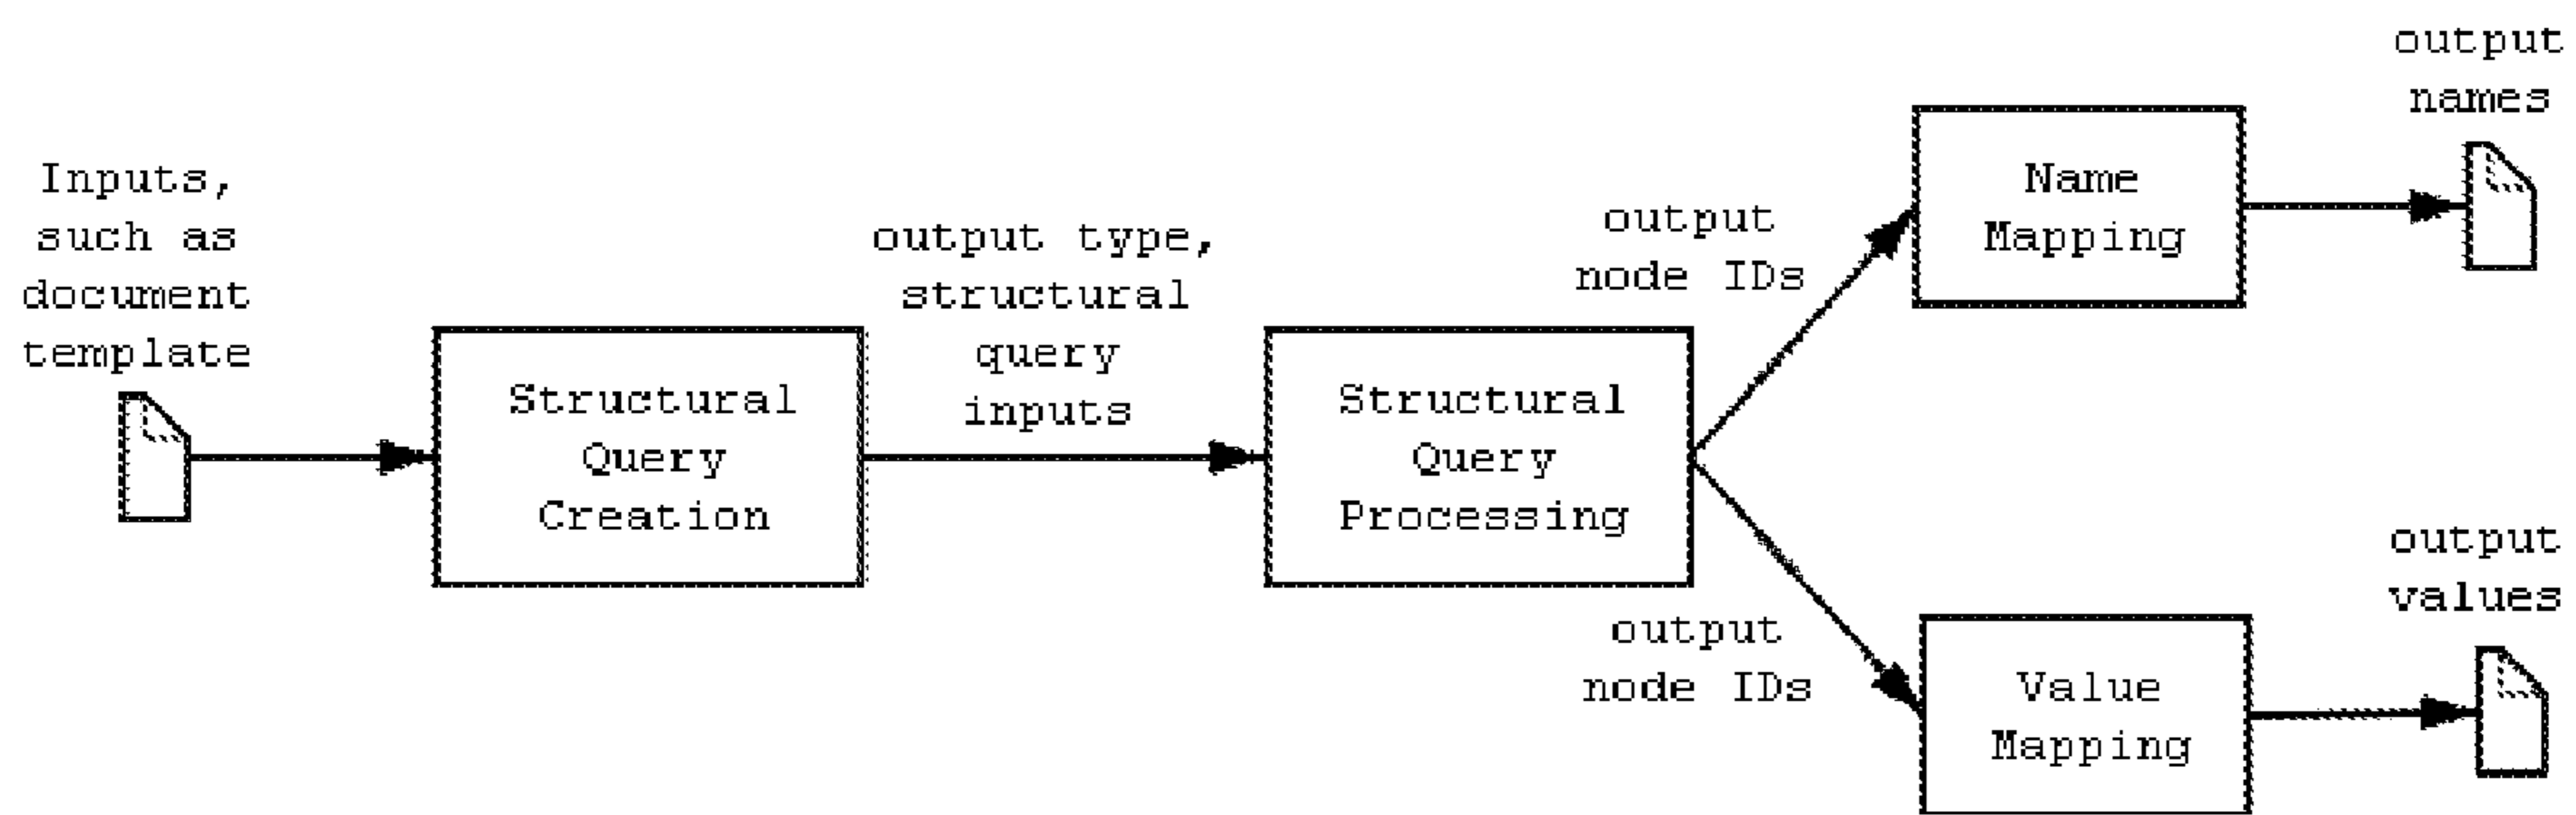 Inputs,
such as
document
template
Structural
Query
Creation
output type,
structural
query
inputs
Structural
Query
Processing
output
node IDs
Name
Mapping
output
names
output
node IDs
Value
Mapping
output
values